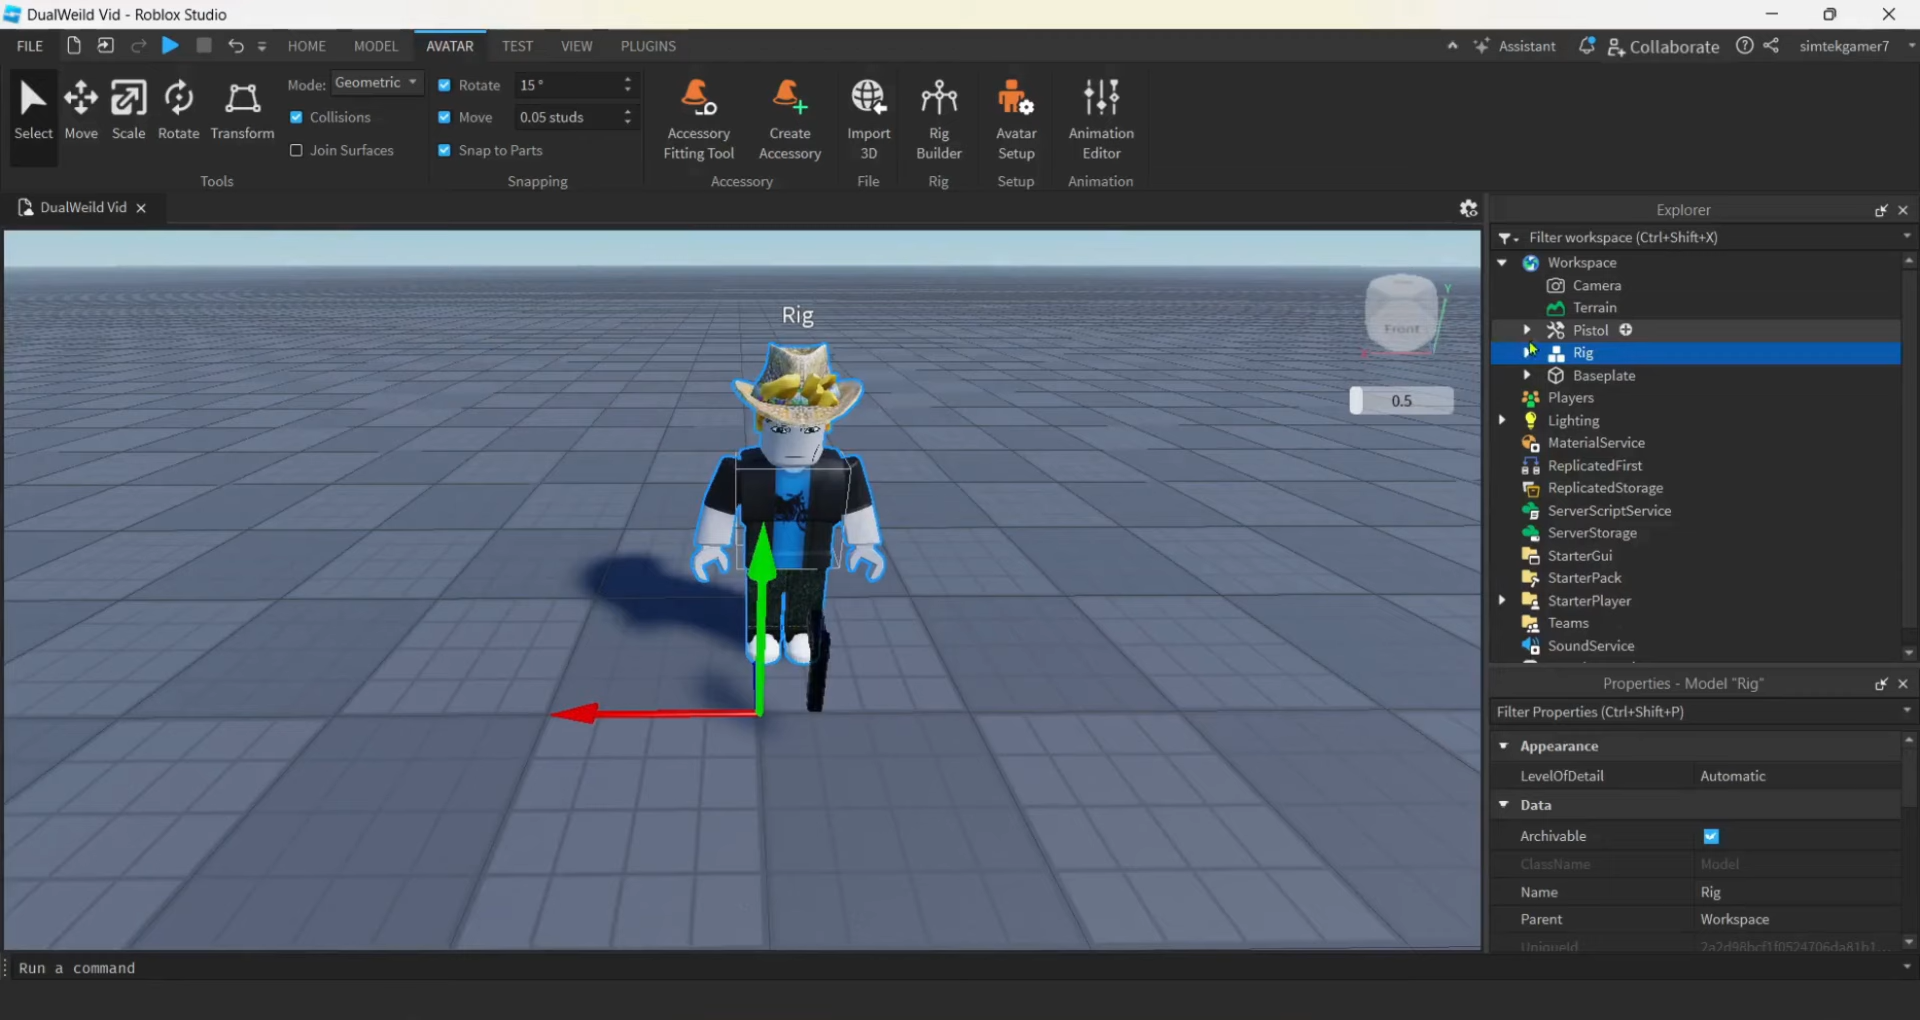 DualWeild Vid - Roblox Studio
FILE HOME MODEL AVATAR TEST VIEW PLUGINS Assistant Collaborate simtekgamer7
Select Move Scale Rotate Transform
Mode: Geometric
Collisions
Join Surfaces
Tools
Rotate 15 °
Move 0.05 studs
Snap to Parts
Snapping
Accessory Fitting Tool
Create Accessory
Accessory
Import 3D
File
Rig Builder
Rig
Avatar Setup
Setup
Animation Editor
Animation
DualWeild Vid
Rig
Front
Y
0.5
Explorer
Filter workspace (Ctrl+Shift+X)
Workspace
Camera
Terrain
Pistol
Rig
Baseplate
Players
Lighting
MaterialService
ReplicatedFirst
ReplicatedStorage
ServerScriptService
ServerStorage
StarterGui
StarterPack
StarterPlayer
Teams
SoundService
Properties - Model "Rig"
Filter Properties (Ctrl+Shift+P)
Appearance
LevelOfDetail Automatic
Data
Archivable
ClassName Model
Name Rig
Parent Workspace
UniqueId
Run a command